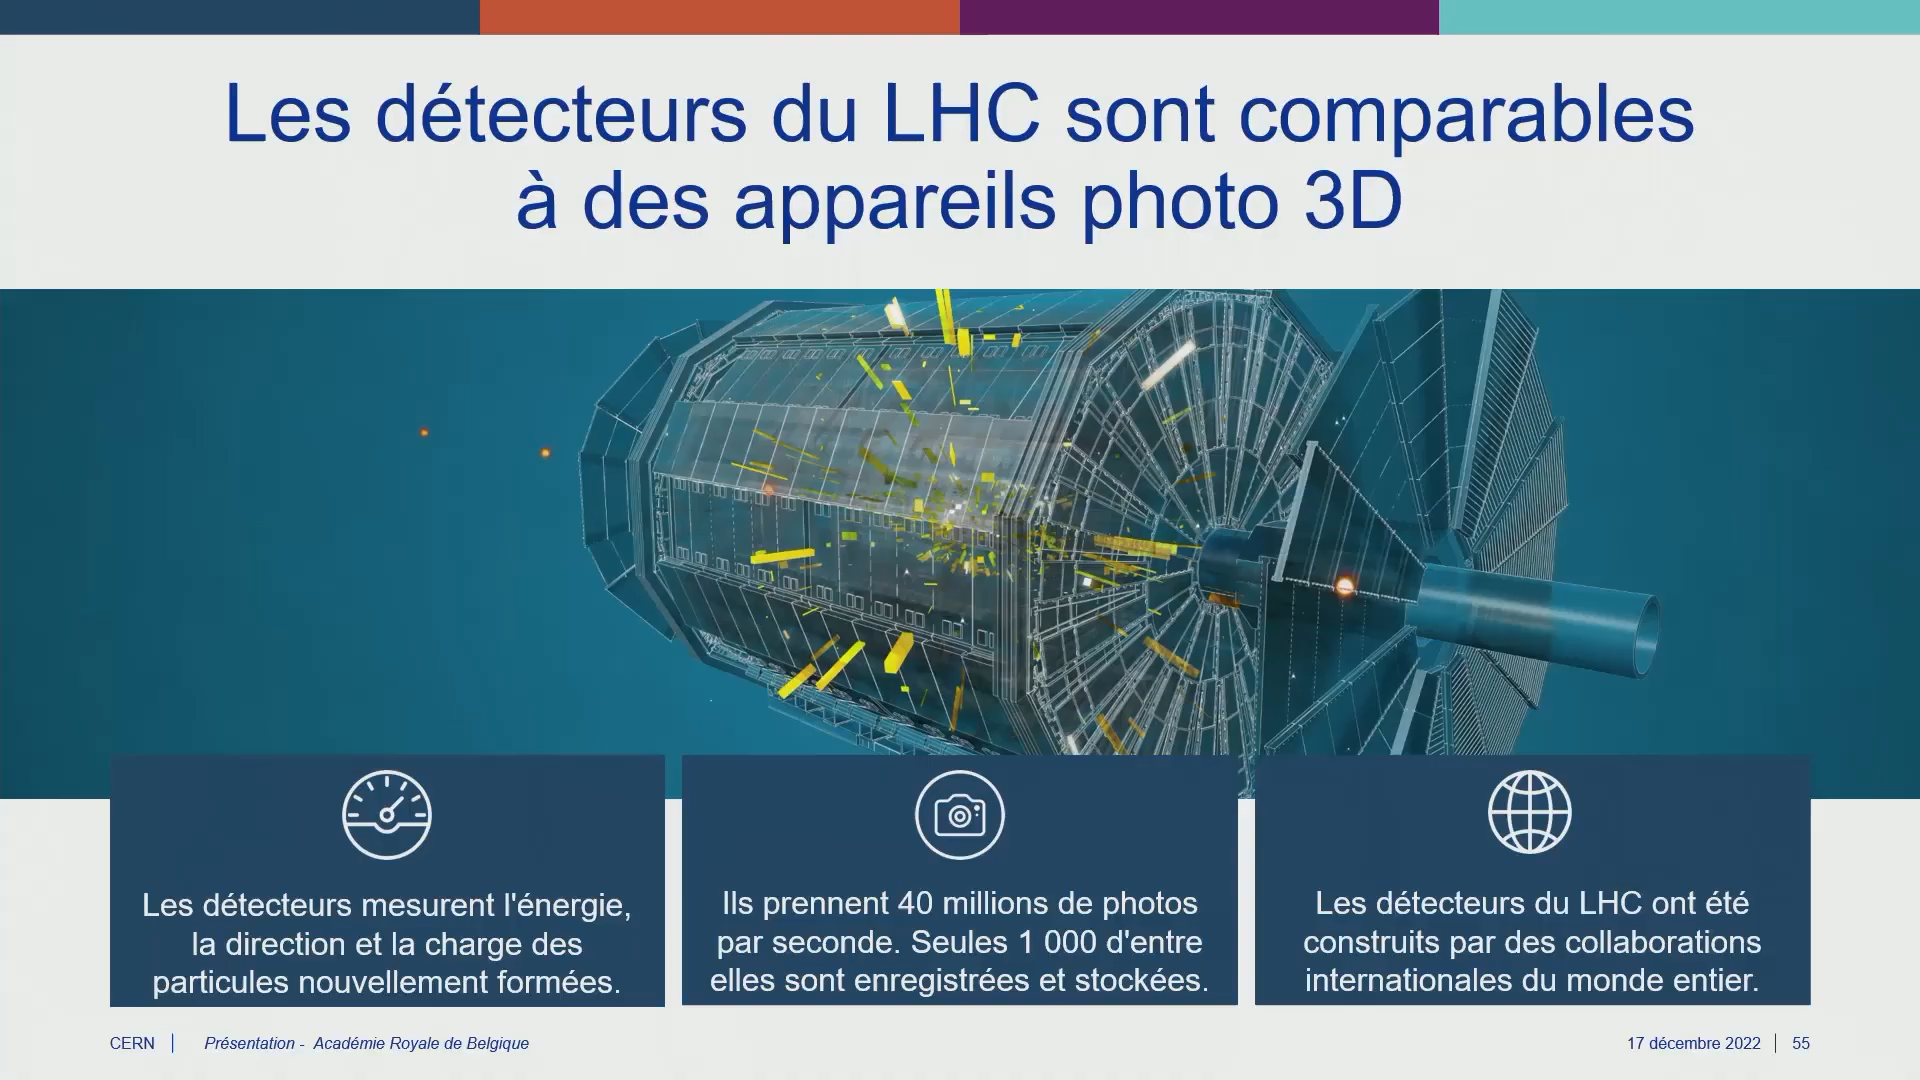 Les détecteurs du LHC sont comparables
à des appareils photo 3D
Les détecteurs mesurent l'énergie,
la direction et la charge des
particules nouvellement formées.
Ils prennent 40 millions de photos
par seconde. Seules 1 000 d'entre
elles sont enregistrées et stockées.
Les détecteurs du LHC ont été
construits par des collaborations
internationales du monde entier.
CERN | Présentation - Académie Royale de Belgique
17 décembre 2022 | 55